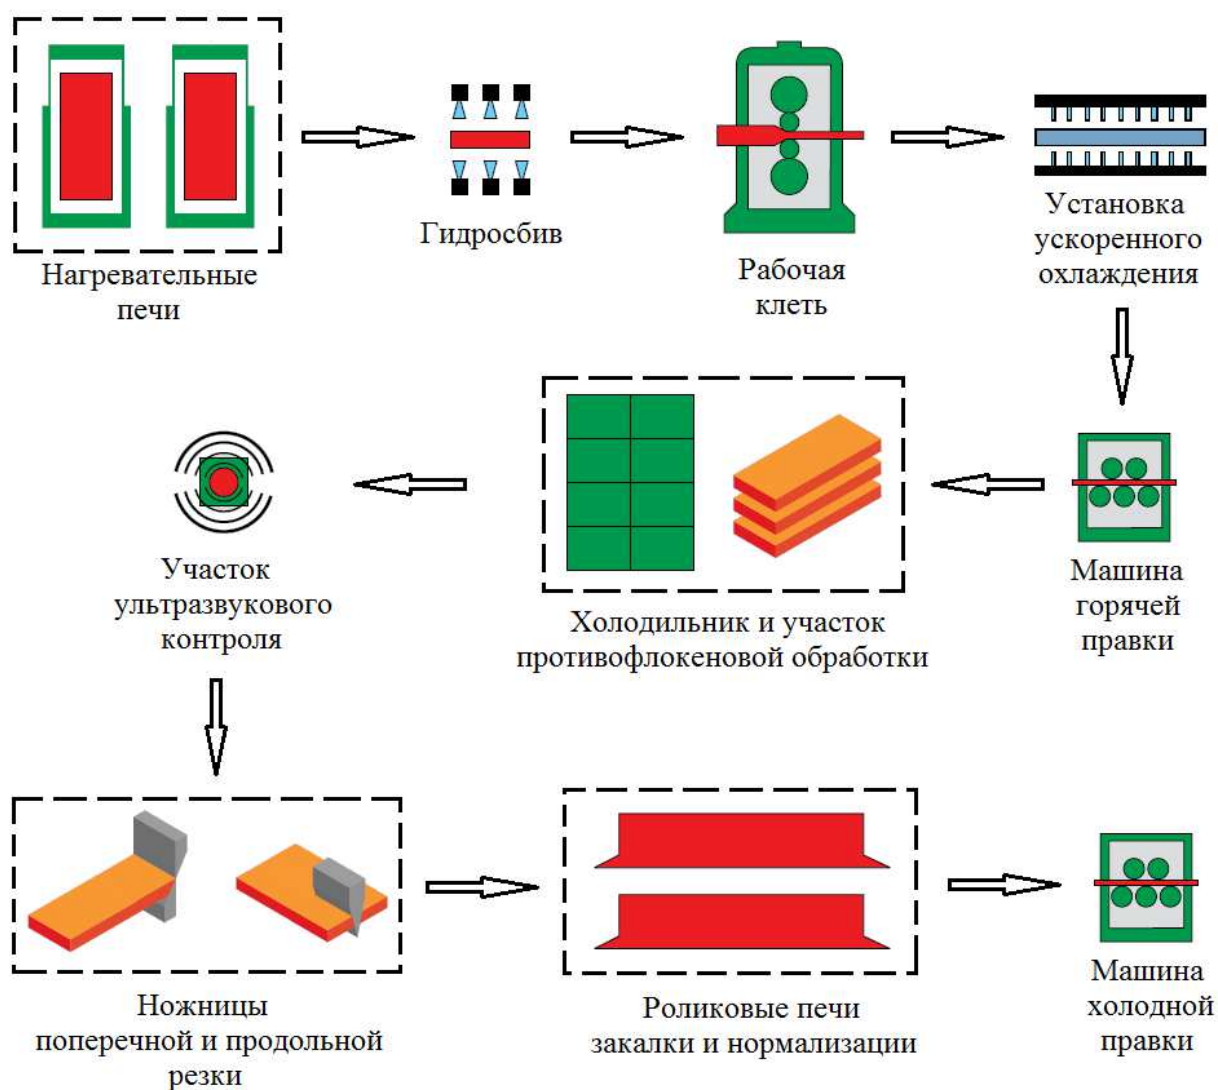 Нагревательные
печи
Гидросбив
Рабочая
клеть
Установка
ускоренного
охлаждения
Машина
горячей
правки
Холодильник и участок
противофлокеновой обработки
Участок
ультразвукового
контроля
Ножницы
поперечной и продольной
резки
Роликовые печи
закалки и нормализации
Машина
холодной
правки